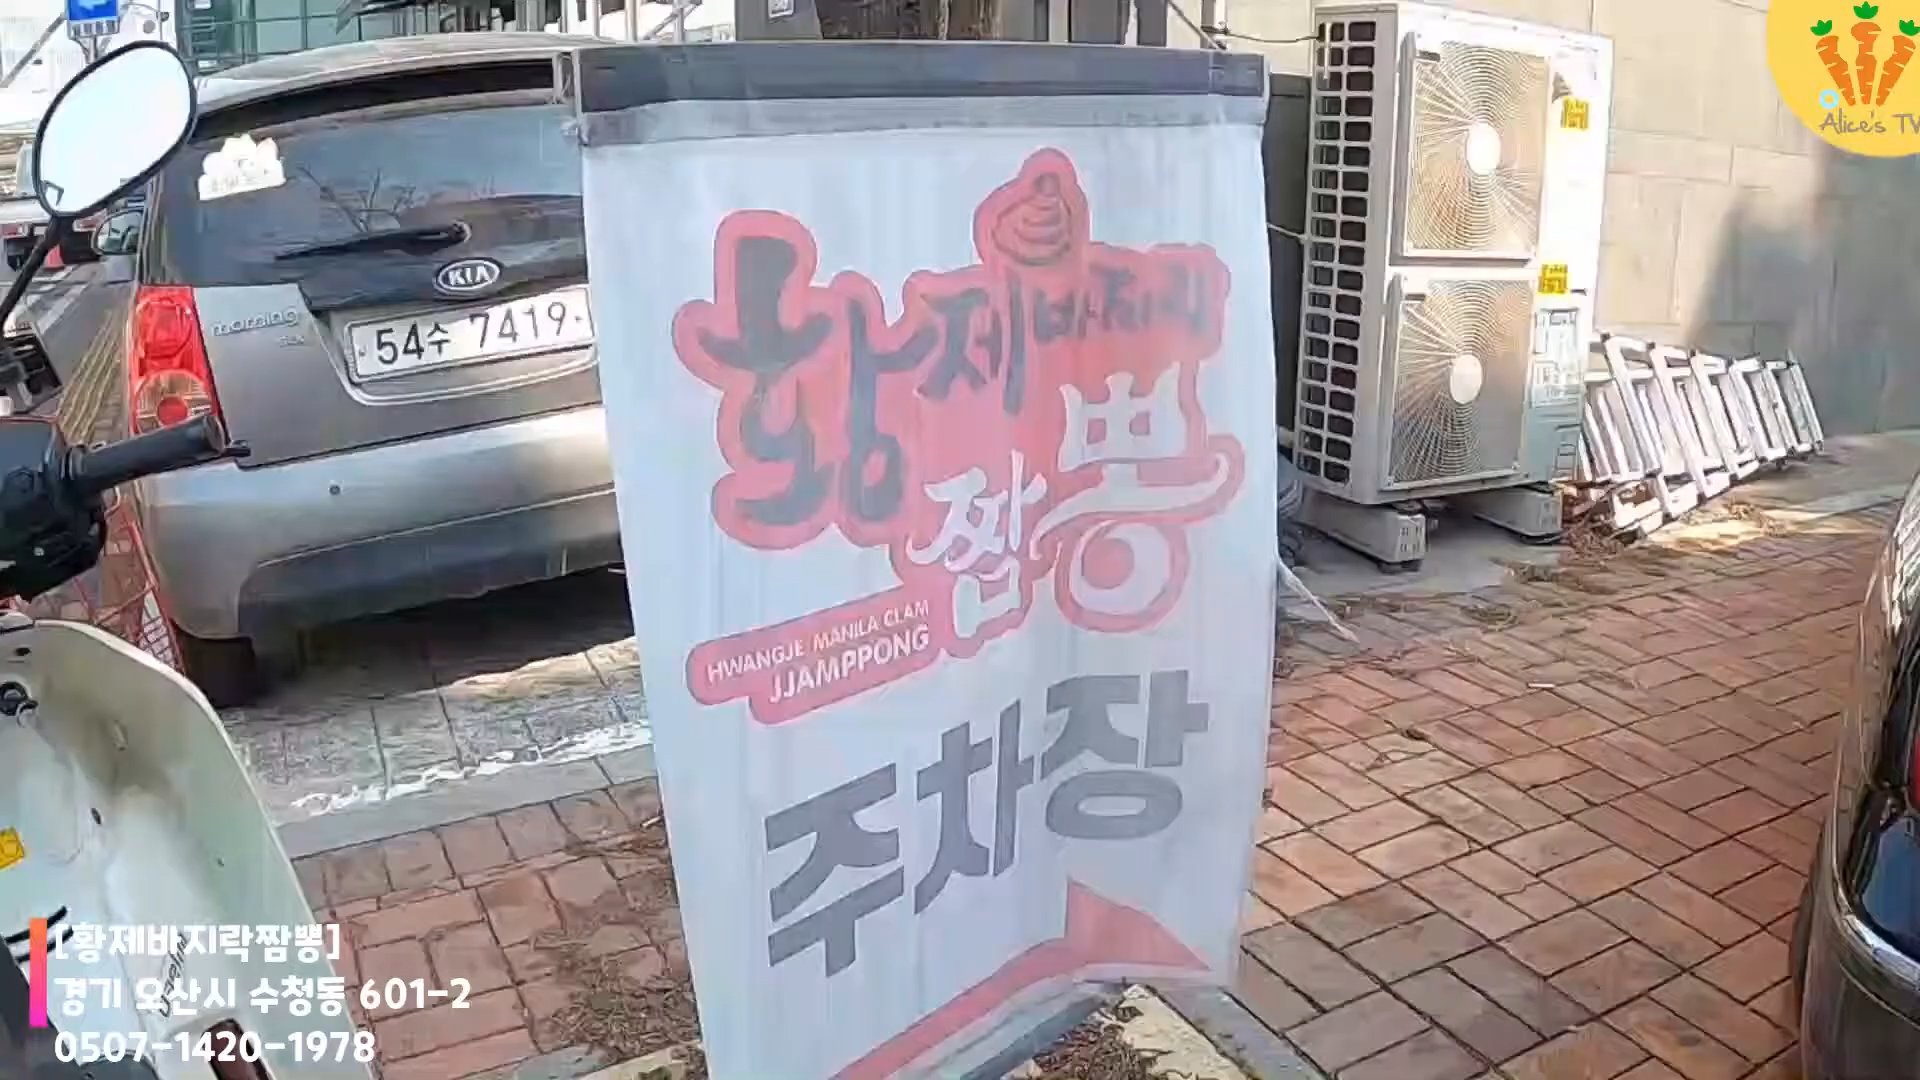 Alice's TV
KIA
morning
54수 7419
황제바지락
짬뽕
HWANGJE MANILA CLAM
JJAMPPONG
주차장
[황제바지락짬뽕]
경기 오산시 수청동 601-2
0507-1420-1978